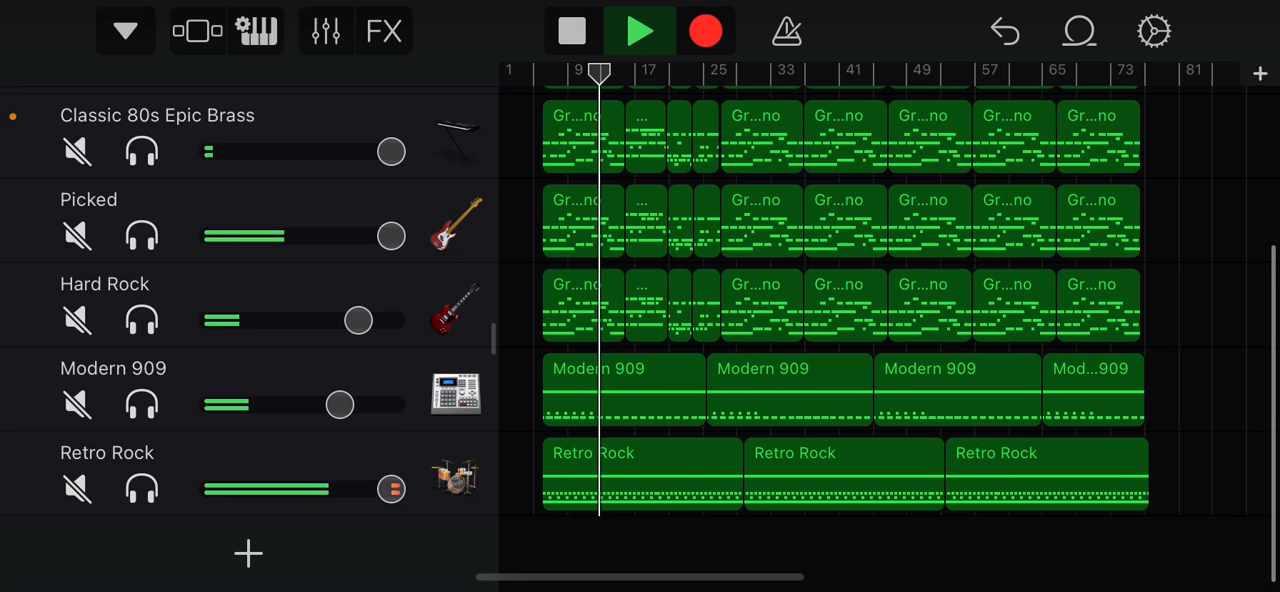 FX
1 9 17 25 33 41 49 57 65 73 81
Classic 80s Epic Brass
Gr...no ... Gr...no Gr...no Gr...no Gr...no Gr...no
Picked
Gr...no ... Gr...no Gr...no Gr...no Gr...no Gr...no
Hard Rock
Gr...no ... Gr...no Gr...no Gr...no Gr...no Gr...no
Modern 909
Modern 909 Modern 909 Modern 909 Mod...909
Retro Rock
Retro Rock Retro Rock Retro Rock